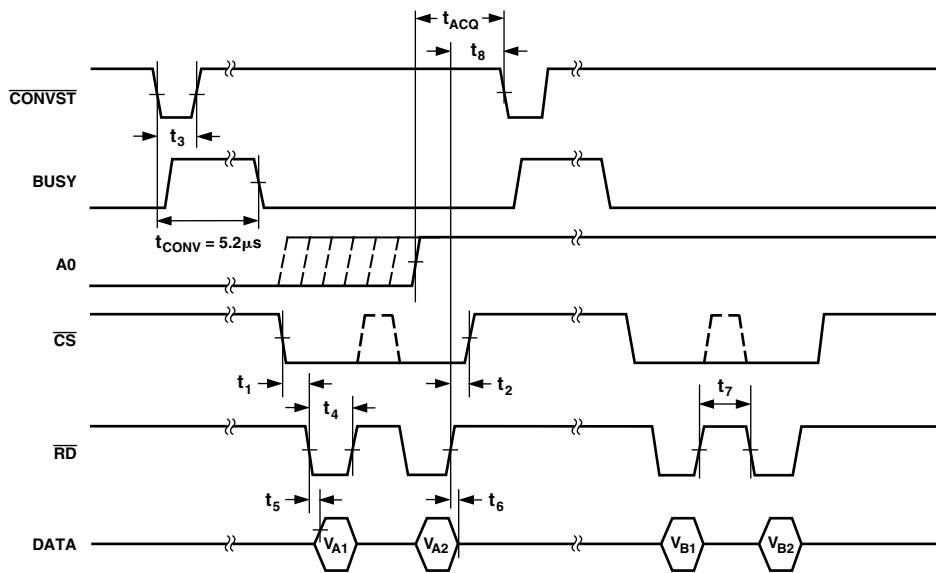 tACQ
t8
CONVST
t3
BUSY
tCONV = 5.2µs
A0
CS
t1
t4
t2
t7
RD
t5
t6
DATA
VA1
VA2
VB1
VB2